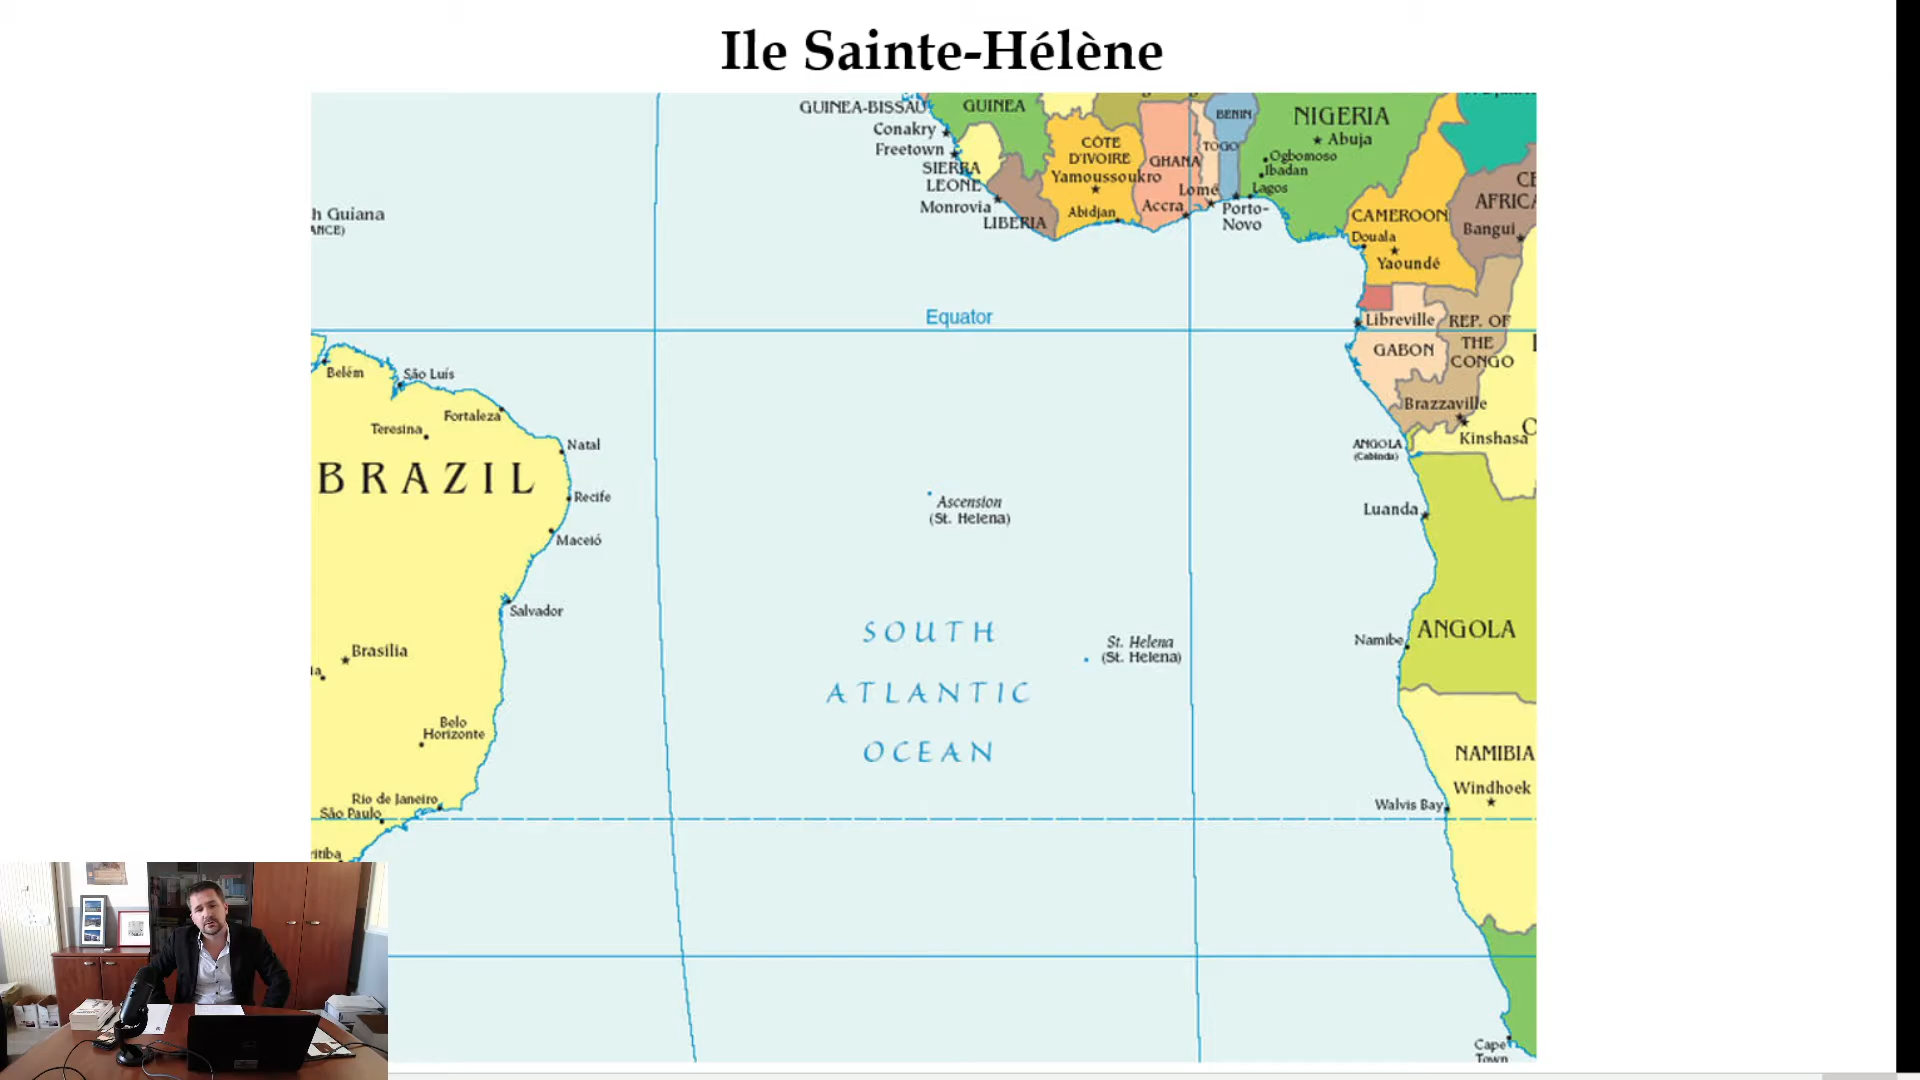 Ile Sainte-Hélène
GUINEA-BISSAU
GUINEA
BENIN
NIGERIA
Conakry
Abuja
Freetown
CÔTE
D'IVOIRE
TOGO
Ogbomoso
SIERRA
LEONE
GHANA
Ibadan
Yamoussoukro
Lomé
Lagos
AFRICA
Monrovia
Abidjan
Accra
Porto-
Novo
CAMEROON
h Guiana
ANCE)
LIBERIA
Douala
Bangui
Yaoundé
Equator
Libreville
REP. OF
THE
CONGO
GABON
Belém
São Luís
Fortaleza
Brazzaville
Teresina
Natal
Kinshasa
ANGOLA
(Cabinda)
BRAZIL
Recife
Ascension
(St. Helena)
Luanda
Maceió
Salvador
SOUTH
ATLANTIC
OCEAN
St. Helena
(St. Helena)
Namibe
ANGOLA
Brasília
ia
Belo
Horizonte
NAMIBIA
Windhoek
Rio de Janeiro
São Paulo
Walvis Bay
ritiba
Cape
Town